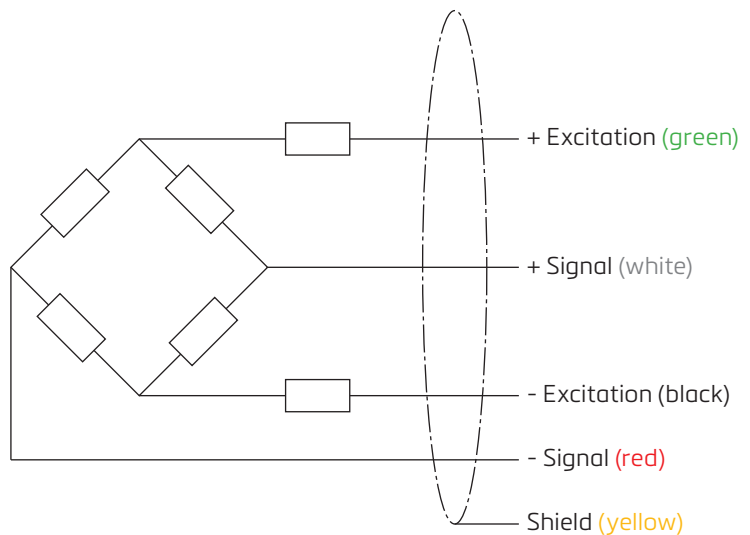 + Excitation (green)
+ Signal (white)
- Excitation (black)
- Signal (red)
Shield (yellow)